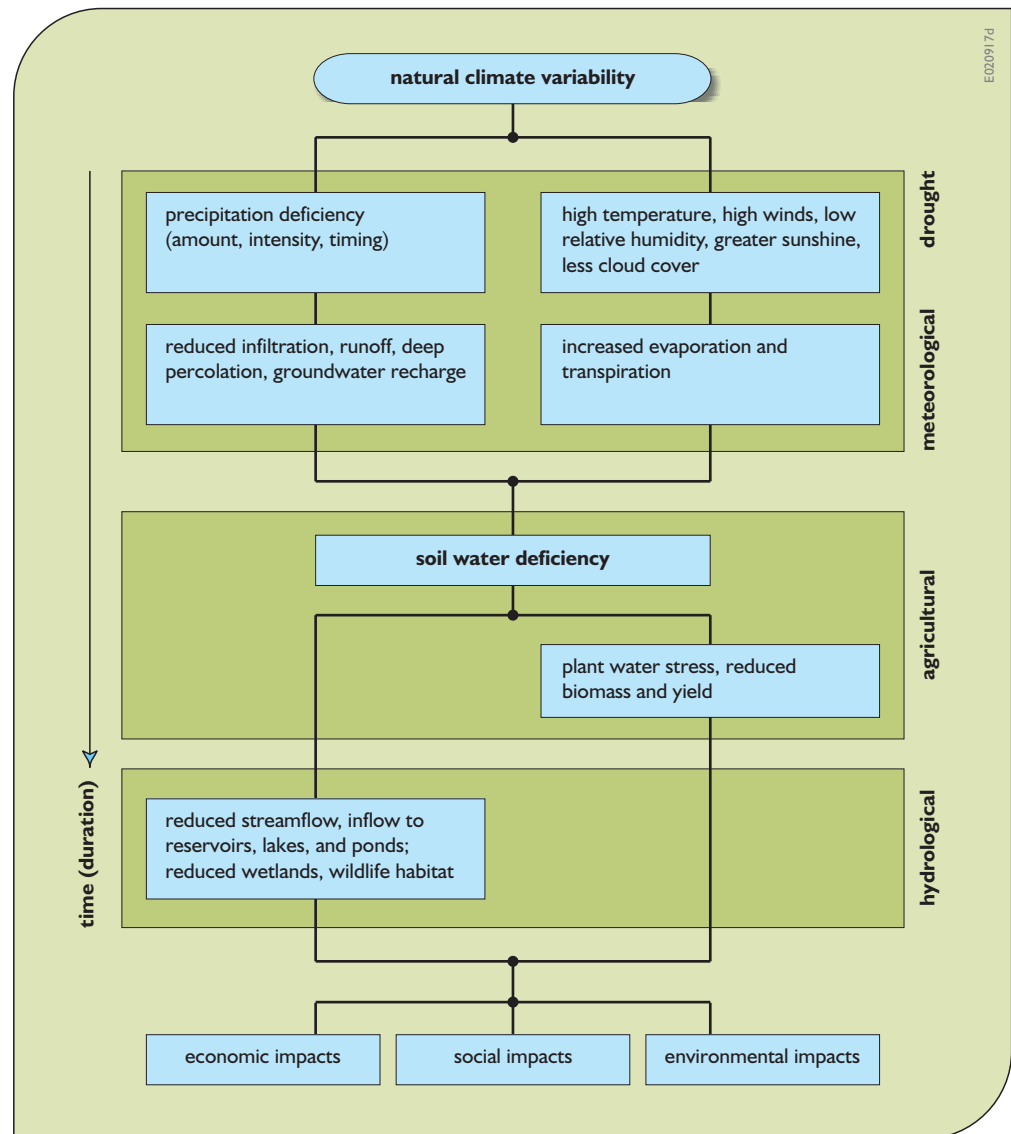 E020917d
natural climate variability
drought
precipitation deficiency
(amount, intensity, timing)
high temperature, high winds, low
relative humidity, greater sunshine,
less cloud cover
meteorological
reduced infiltration, runoff, deep
percolation, groundwater recharge
increased evaporation and
transpiration
soil water deficiency
agricultural
plant water stress, reduced
biomass and yield
time (duration)
hydrological
reduced streamflow, inflow to
reservoirs, lakes, and ponds;
reduced wetlands, wildlife habitat
economic impacts
social impacts
environmental impacts